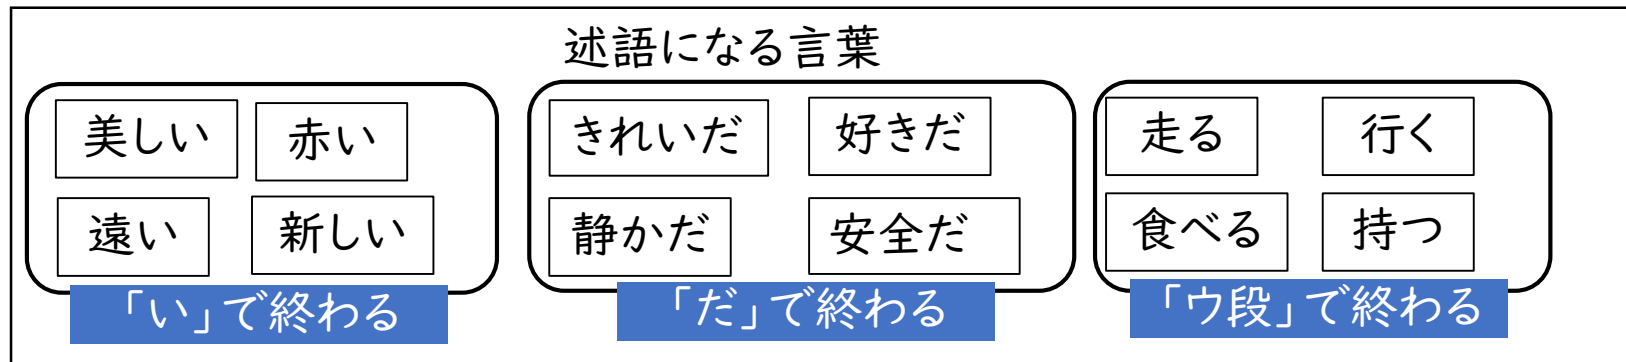 述語になる言葉
美しい 赤い
遠い 新しい
「い」で終わる
きれいだ 好きだ
静かだ 安全だ
「だ」で終わる
走る 行く
食べる 持つ
「ウ段」で終わる